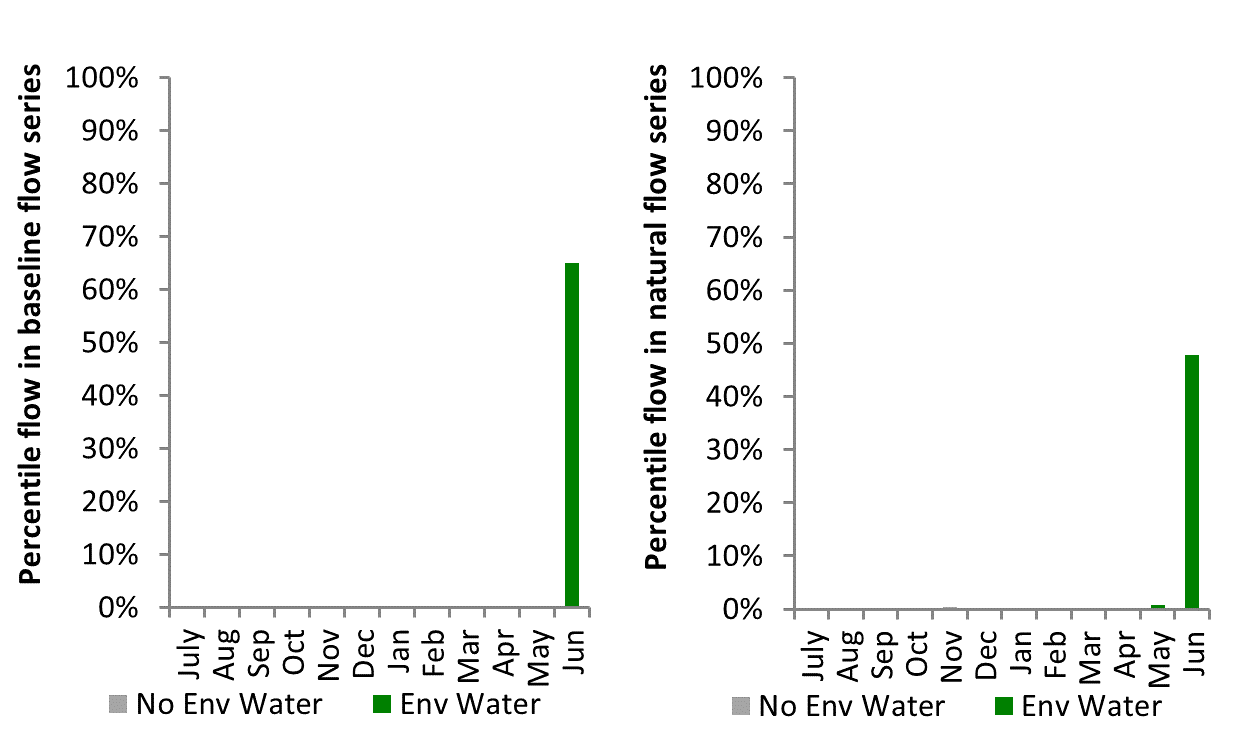 Percentile flow in baseline flow series
100%
90%
80%
70%
60%
50%
40%
30%
20%
10%
0%
July
Aug
Sep
Oct
Nov
Dec
Jan
Feb
Mar
Apr
May
Jun
No Env Water
Env Water
Percentile flow in natural flow series
100%
90%
80%
70%
60%
50%
40%
30%
20%
10%
0%
July
Aug
Sep
Oct
Nov
Dec
Jan
Feb
Mar
Apr
May
Jun
No Env Water
Env Water